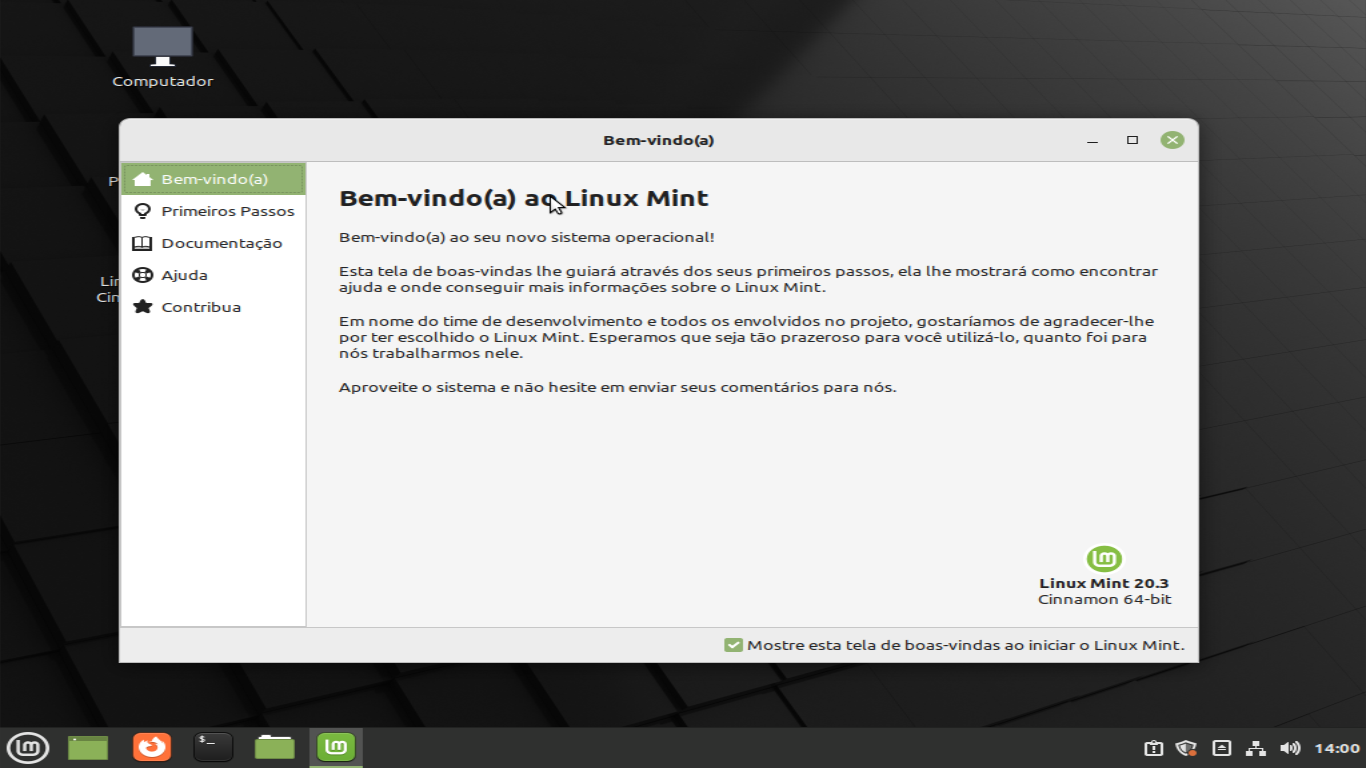 Computador
Bem-vindo(a)
Bem-vindo(a)
Primeiros Passos
Documentação
Ajuda
Contribua
Bem-vindo(a) ao Linux Mint
Bem-vindo(a) ao seu novo sistema operacional!
Esta tela de boas-vindas lhe guiará através dos seus primeiros passos, ela lhe mostrará como encontrar
ajuda e onde conseguir mais informações sobre o Linux Mint.
Em nome do time de desenvolvimento e todos os envolvidos no projeto, gostaríamos de agradecer-lhe
por ter escolhido o Linux Mint. Esperamos que seja tão prazeroso para você utilizá-lo, quanto foi para
nós trabalharmos nele.
Aproveite o sistema e não hesite em enviar seus comentários para nós.
Linux Mint 20.3
Cinnamon 64-bit
Mostre esta tela de boas-vindas ao iniciar o Linux Mint.
$_
14:00